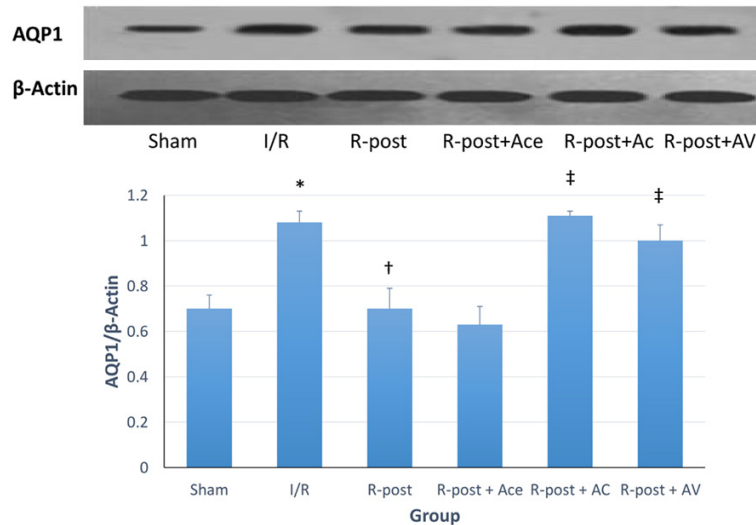 AQP1
β-Actin
Sham I/R R-post R-post+Ace R-post+Ac R-post+AV
* † ‡ ‡
1.2
1
0.8
0.6
0.4
0.2
0
AQP1/β-Actin
Sham I/R R-post R-post + Ace R-post + AC R-post + AV
Group